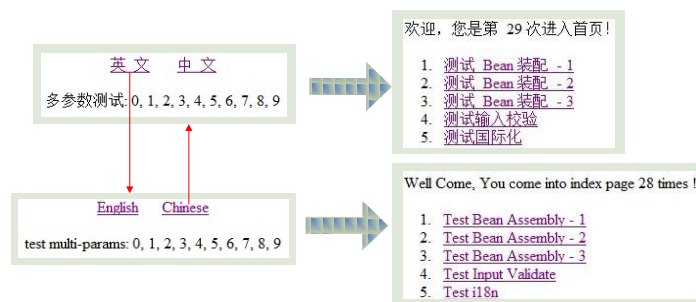 英 文 中 文
多参数测试: 0, 1, 2, 3, 4, 5, 6, 7, 8, 9
欢迎，您是第 29 次进入首页！
1. 测试 Bean 装配 - 1
2. 测试 Bean 装配 - 2
3. 测试 Bean 装配 - 3
4. 测试输入校验
5. 测试国际化
English Chinese
test multi-params: 0, 1, 2, 3, 4, 5, 6, 7, 8, 9
Well Come, You come into index page 28 times !
1. Test Bean Assembly - 1
2. Test Bean Assembly - 2
3. Test Bean Assembly - 3
4. Test Input Validate
5. Test i18n